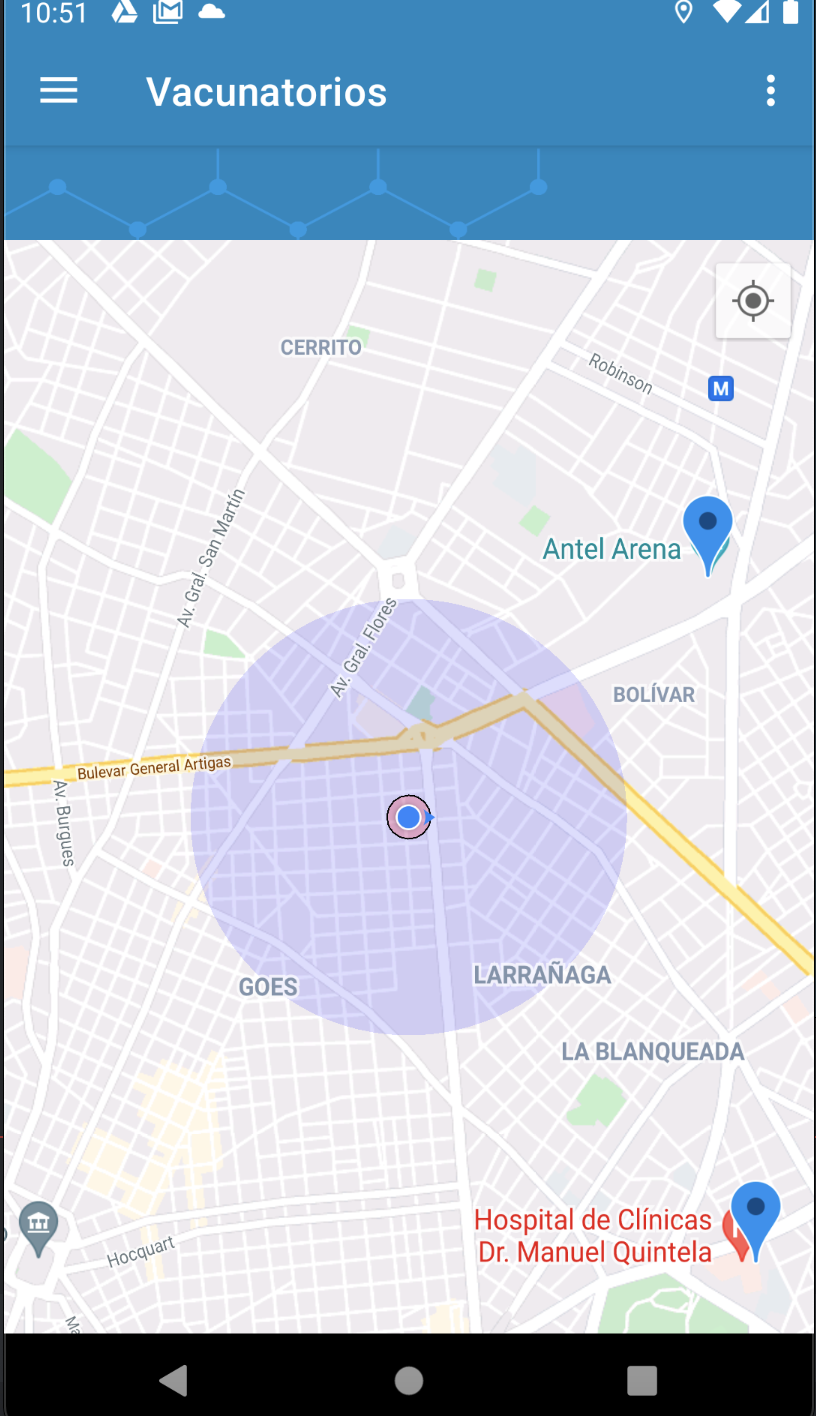 10:51
Vacunatorios
CERRITO
Robinson
M
Av. Gral. San Martín
Antel Arena
Av. Gral. Flores
BOLÍVAR
Bulevar General Artigas
Av. Burgues
GOES
LARRAÑAGA
LA BLANQUEADA
Hospital de Clínicas
Dr. Manuel Quintela
Hocquart